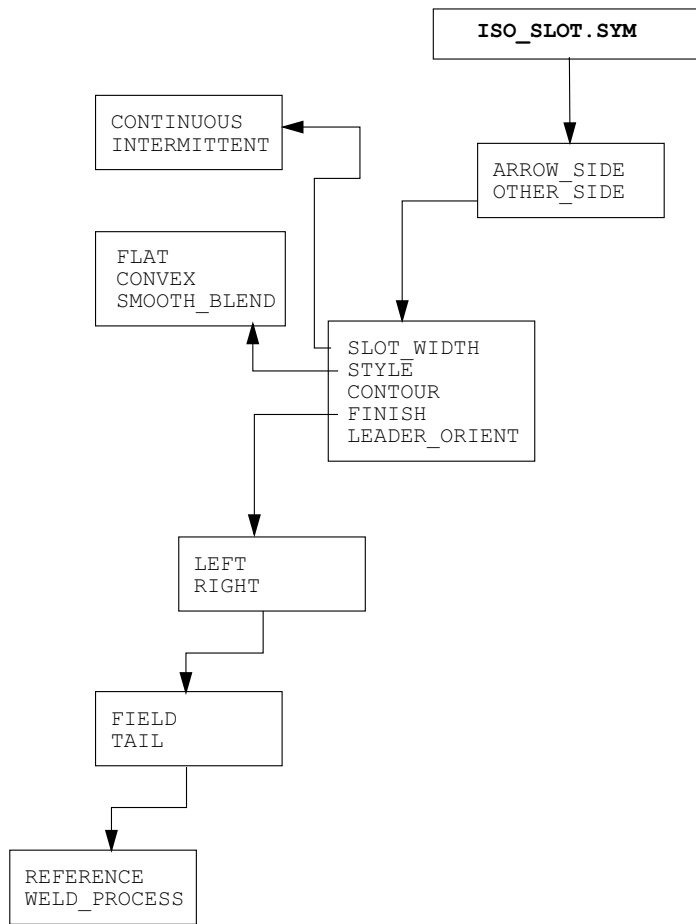 ISO_SLOT.SYM
CONTINUOUS
INTERMITTENT
ARROW_SIDE
OTHER_SIDE
FLAT
CONVEX
SMOOTH_BLEND
SLOT_WIDTH
STYLE
CONTOUR
FINISH
LEADER_ORIENT
LEFT
RIGHT
FIELD
TAIL
REFERENCE
WELD_PROCESS